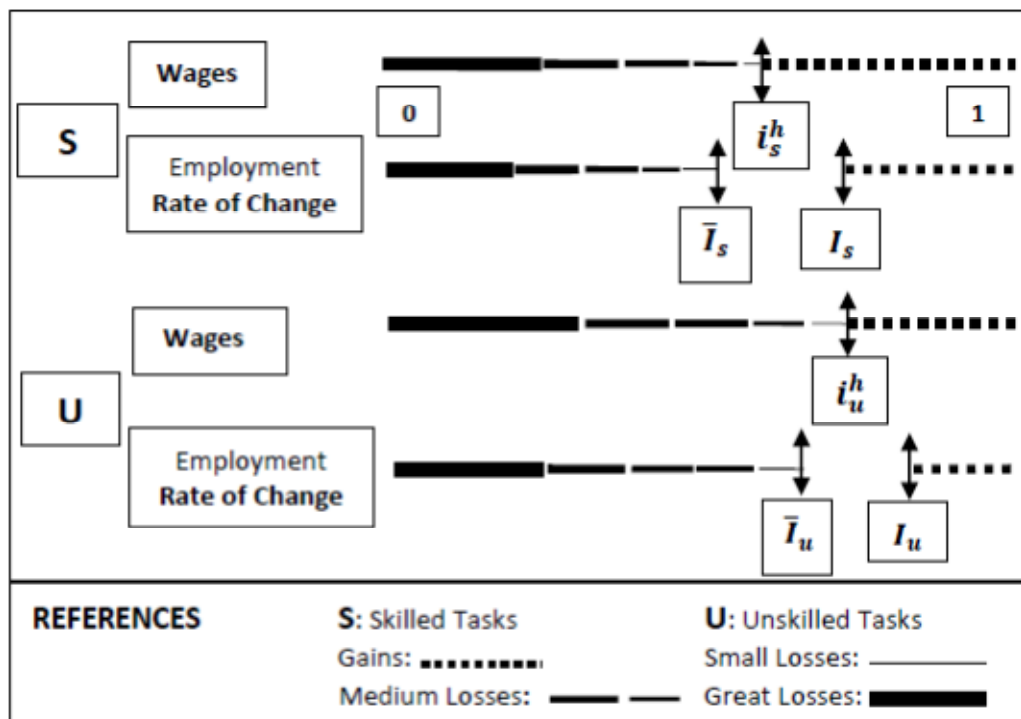 Wages
0
1
S
i_s^h
Employment
Rate of Change
Ī_s
I_s
Wages
U
i_u^h
Employment
Rate of Change
Ī_u
I_u
REFERENCES
S: Skilled Tasks
U: Unskilled Tasks
Gains:
Small Losses:
Medium Losses:
Great Losses: